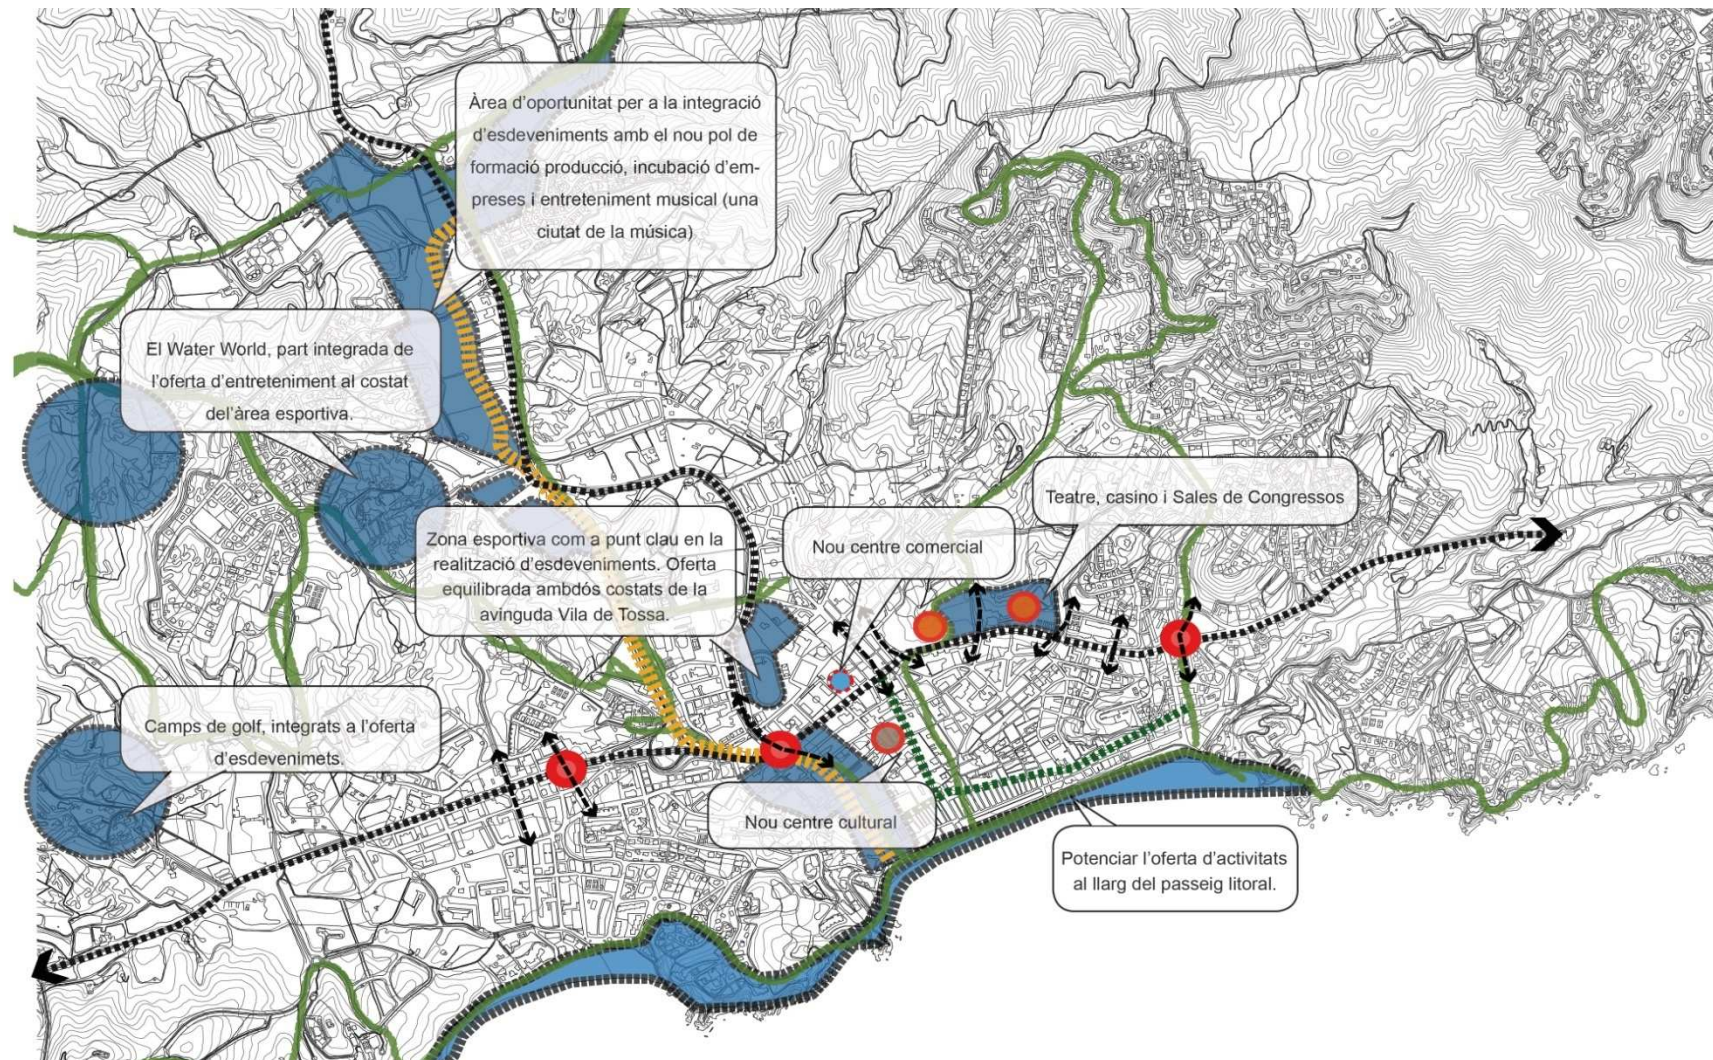 Àrea d'oportunitat per a la integració
d'esdeveniments amb el nou pol de
formació producció, incubació d'em-
preses i entreteniment musical (una
ciutat de la música)
El Water World, part integrada de
l'oferta d'entreteniment al costat
del'àrea esportiva.
Teatre, casino i Sales de Congressos
Zona esportiva com a punt clau en la
realització d'esdeveniments. Oferta
equilibrada ambdós costats de la
avinguda Vila de Tossa.
Nou centre comercial
Camps de golf, integrats a l'oferta
d'esdevenimets.
Nou centre cultural
Potenciar l'oferta d'activitats
al llarg del passeig litoral.